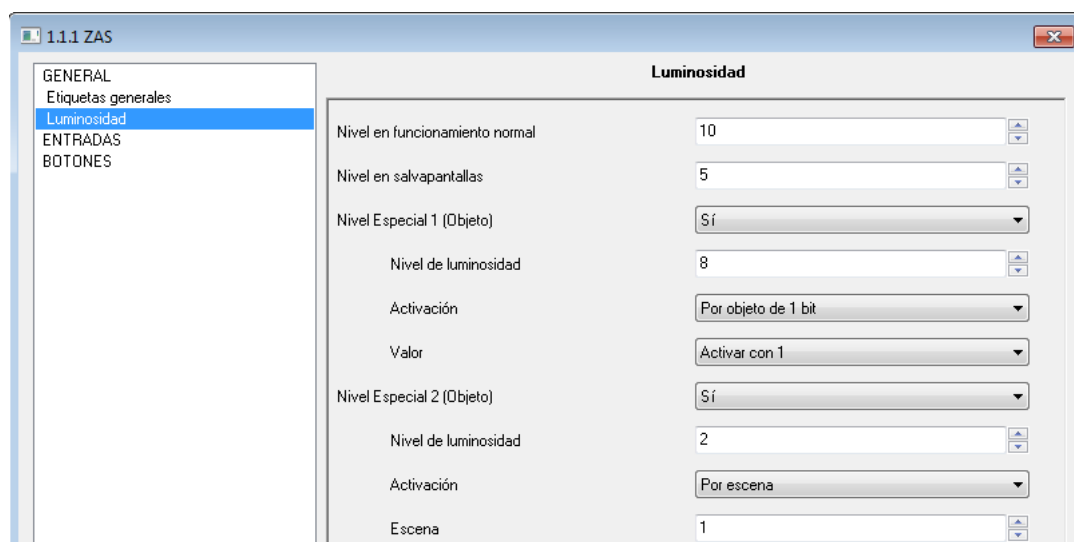 1.1.1 ZAS
GENERAL
Etiquetas generales
Luminosidad
ENTRADAS
BOTONES
Luminosidad
Nivel en funcionamiento normal 10
Nivel en salvapantallas 5
Nivel Especial 1 (Objeto) Sí
Nivel de luminosidad 8
Activación Por objeto de 1 bit
Valor Activar con 1
Nivel Especial 2 (Objeto) Sí
Nivel de luminosidad 2
Activación Por escena
Escena 1